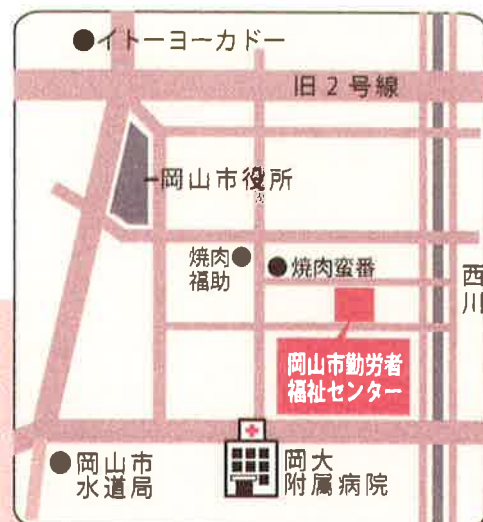 イトーヨーカドー
旧2号線
岡山市役所
焼肉
福助
焼肉蛮番
西
川
岡山市勤労者
福祉センター
岡山市
水道局
岡大
附属病院